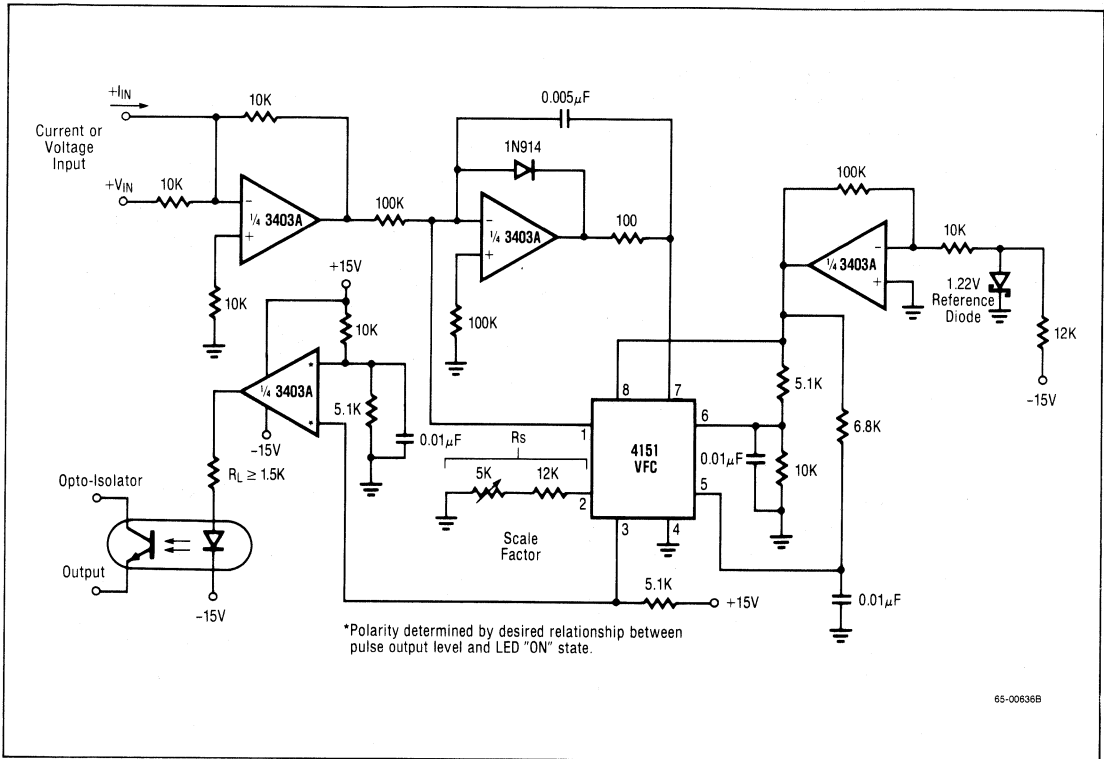 +I_IN
10K
0.005µF
Current or
Voltage
Input
1N914
+V_IN
10K
100K
100K
−
¼ 3403A
+
100K
−
¼ 3403A
+
100
−
¼ 3403A
+
10K
1.22V
Reference
Diode
12K
−15V
10K
+15V
10K
100K
*
¼ 3403A
*
−15V
5.1K
0.01µF
8
7
5.1K
6.8K
1
6
4151
VFC
0.01µF
10K
R_L ≥ 1.5K
Rs
5K
12K
2
5
Opto-Isolator
Scale
Factor
3
4
Output
−15V
5.1K
+15V
0.01µF
*Polarity determined by desired relationship between
pulse output level and LED "ON" state.
65-00636B